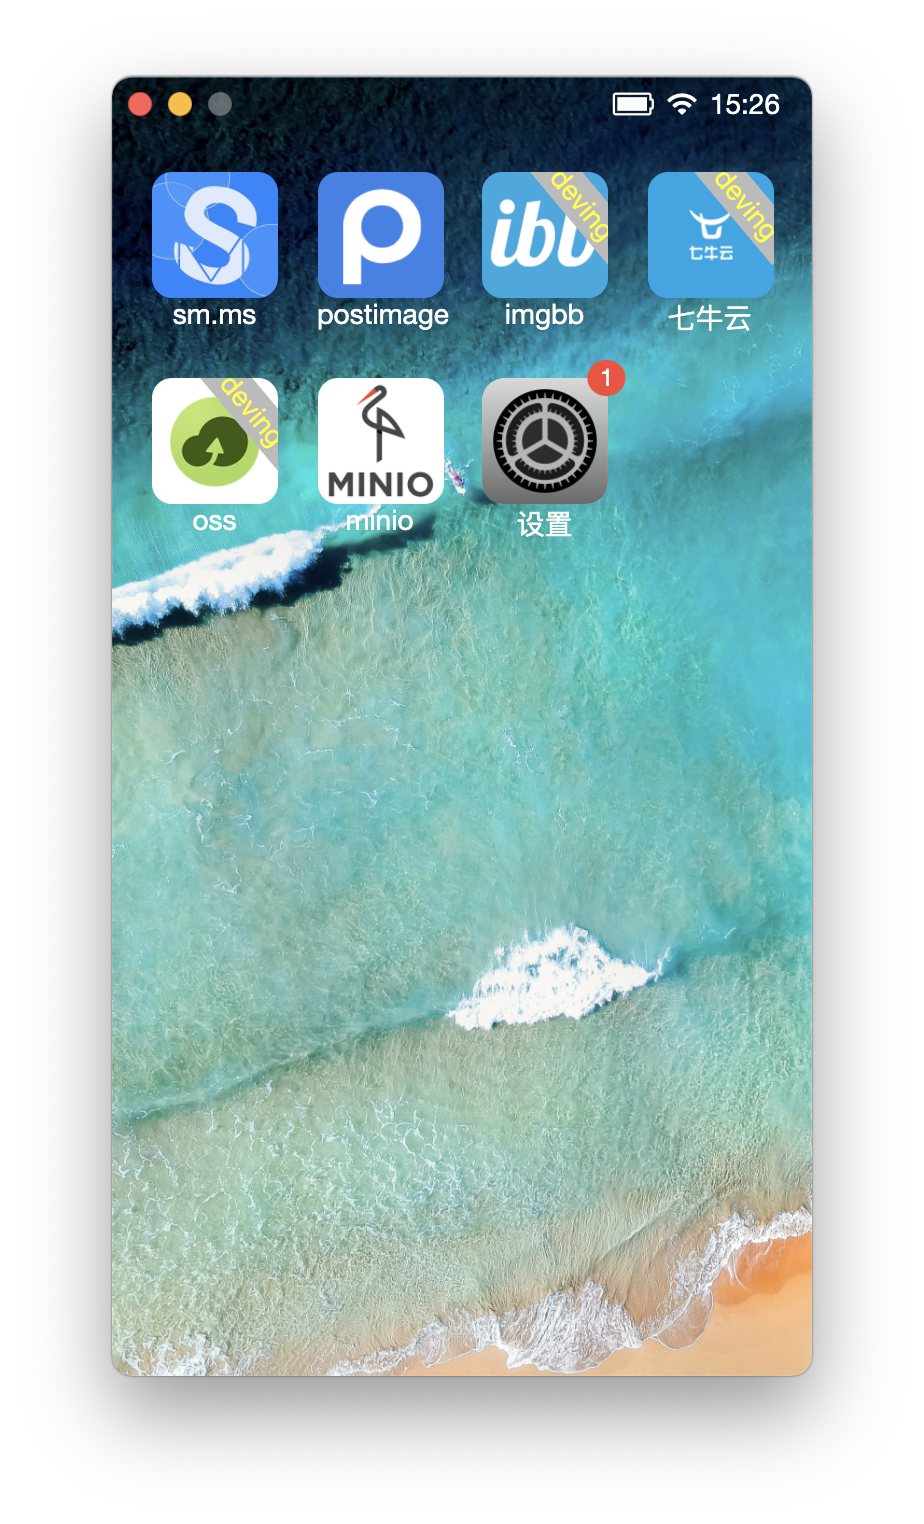 15:26
S
p
ibb
deving
七牛云
deving
sm.ms
postimage
imgbb
七牛云
deving
MINIO
1
oss
minio
设置